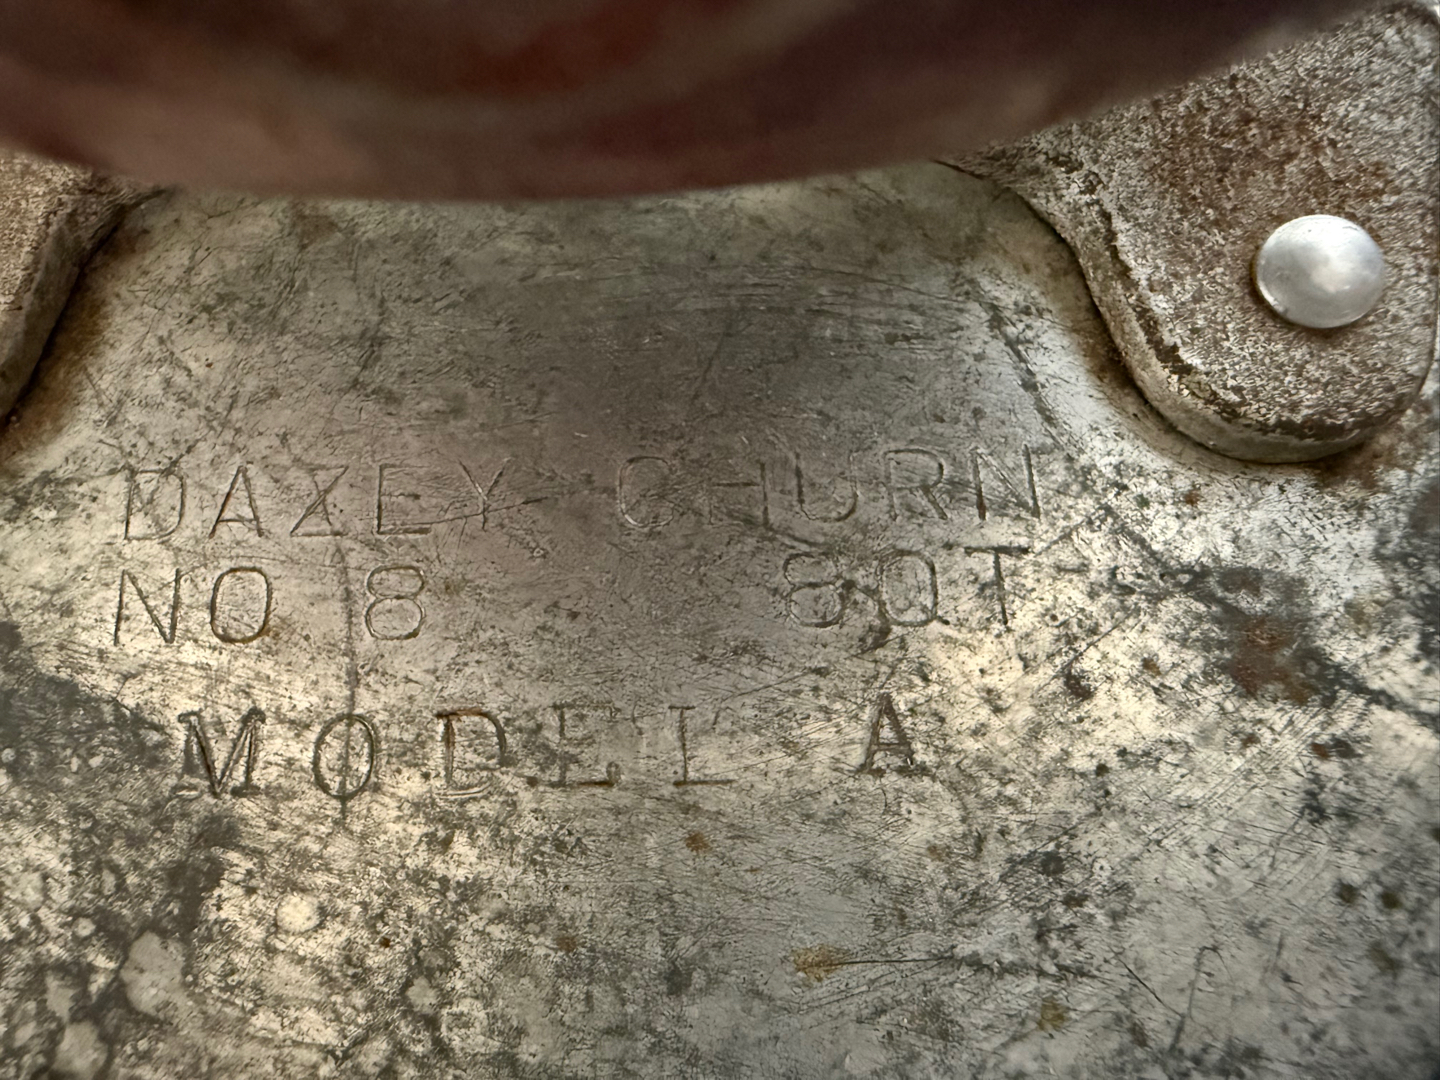 DAZEY CHURN
NO 8 8QT
MODEL A